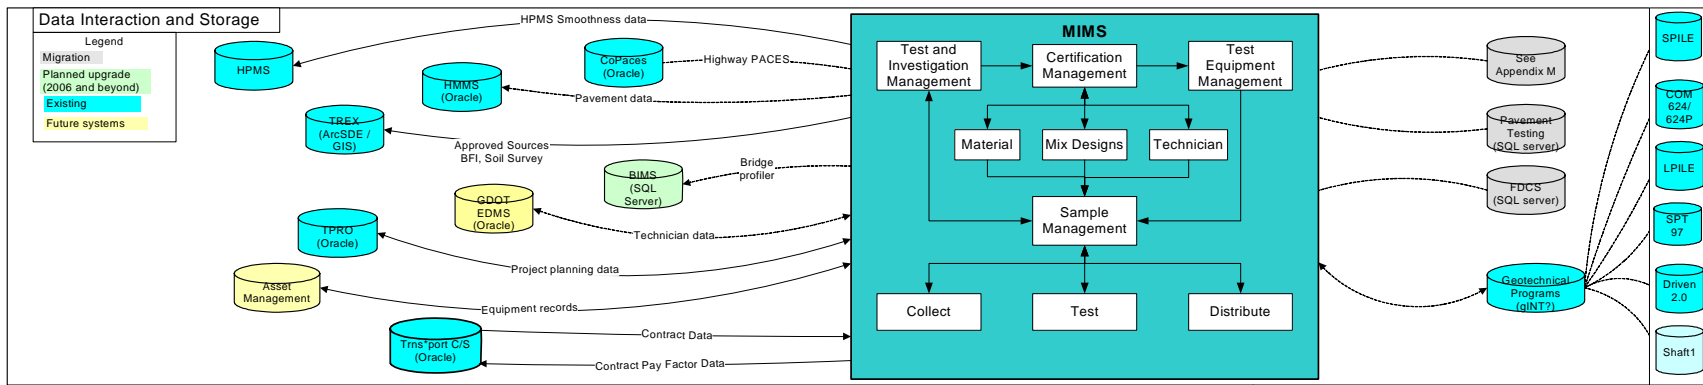 Data Interaction and Storage
Legend
Migration
Planned upgrade
(2006 and beyond)
Existing
Future systems
HPMS
HPMS Smoothness data
CoPaces
(Oracle)
Highway PACES
HMMS
(Oracle)
Pavement data
TREX
(ArcSDE /
GIS)
Approved Sources
BFI, Soil Survey
BIMS
(SQL
Server)
Bridge
profiler
GDOT
EDMS
(Oracle)
Technician data
TPRO
(Oracle)
Project planning data
Asset
Management
Equipment records
Trns*port C/S
(Oracle)
Contract Data
Contract Pay Factor Data
MIMS
Test and
Investigation
Management
Certification
Management
Test
Equipment
Management
Material
Mix Designs
Technician
Sample
Management
Collect
Test
Distribute
See
Appendix M
Pavement
Testing
(SQL server)
FDCS
(SQL server)
Geotechnical
Programs
(gINT?)
SPILE
COM
624/
624P
LPILE
SPT
97
Driven
2.0
Shaft1